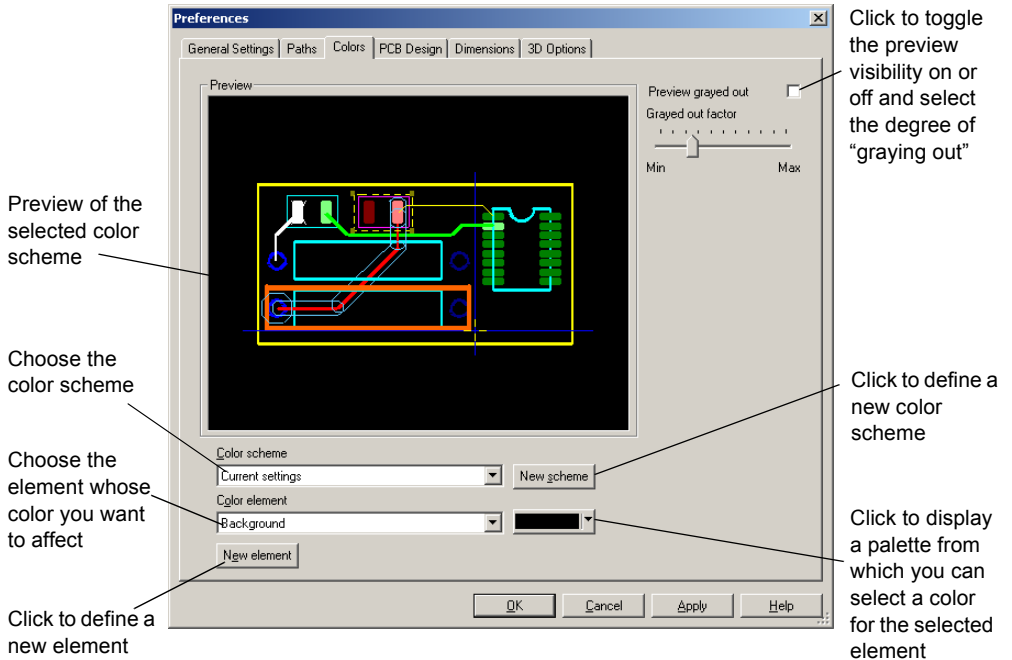 Preferences
General Settings
Paths
Colors
PCB Design
Dimensions
3D Options
Preview
Preview grayed out
Grayed out factor
Min
Max
Color scheme
Current settings
New scheme
Color element
Background
New element
OK
Cancel
Apply
Help
Preview of the
selected color
scheme
Choose the
color scheme
Choose the
element whose
color you want
to affect
Click to define a
new element
Click to toggle
the preview
visibility on or
off and select
the degree of
“graying out”
Click to define a
new color
scheme
Click to display
a palette from
which you can
select a color
for the selected
element